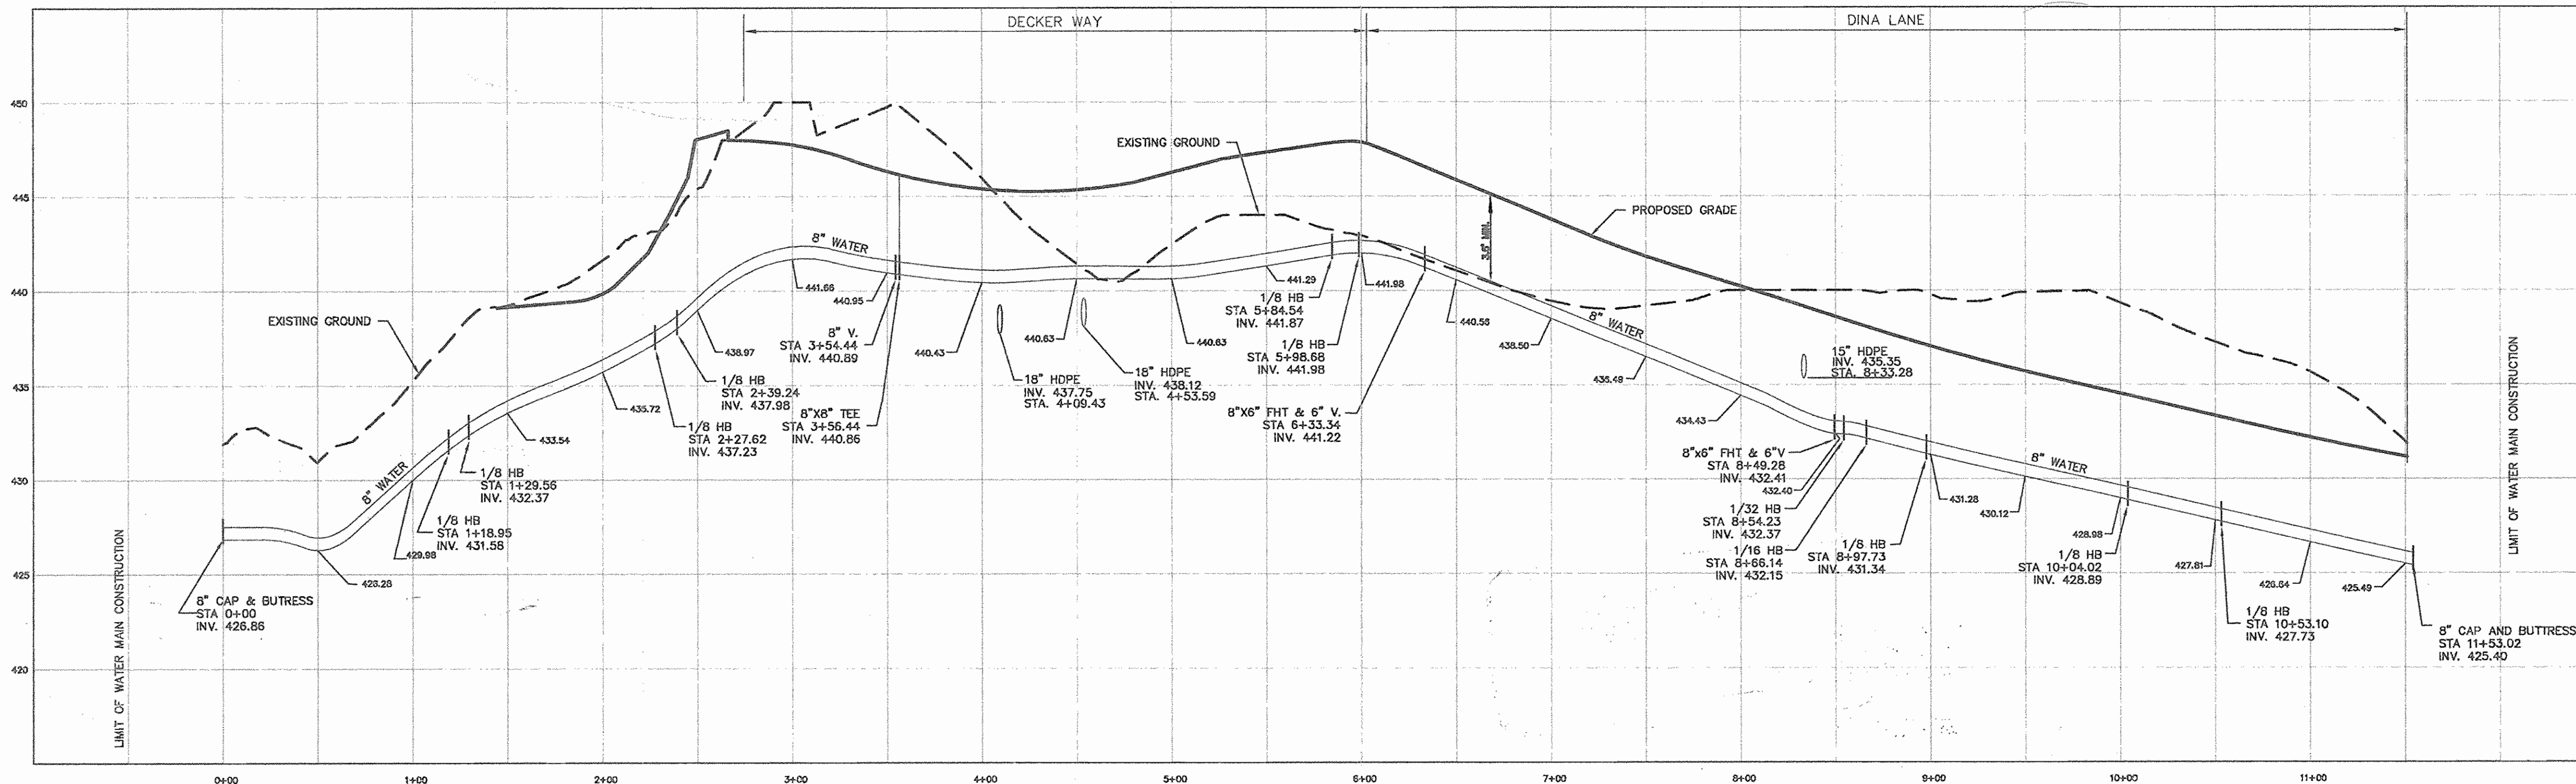 DECKER WAY
DINA LANE
450
445
440
435
430
425
420
EXISTING GROUND
8" WATER
8" CAP & BUTRESS
STA 0+00
INV. 426.86
426.28
429.98
1/8 HB
STA 1+18.95
INV. 431.58
1/8 HB
STA 1+29.56
INV. 432.37
433.54
435.72
1/8 HB
STA 2+27.62
INV. 437.23
1/8 HB
STA 2+39.24
INV. 437.98
438.97
8" WATER
441.66
440.95
8" V.
STA 3+54.44
INV. 440.89
8"X8" TEE
STA 3+56.44
INV. 440.86
440.43
18" HDPE
INV. 437.75
STA. 4+09.43
440.63
18" HDPE
INV. 438.12
STA. 4+53.59
440.63
EXISTING GROUND
441.29
1/8 HB
STA 5+84.54
INV. 441.87
1/8 HB
STA 5+98.68
INV. 441.98
441.98
8"X6" FHT & 6" V.
STA 6+33.34
INV. 441.22
440.56
MIN.
PROPOSED GRADE
438.50
8" WATER
436.49
434.43
15" HDPE
INV. 435.35
STA. 8+33.28
8"x6" FHT & 6"V
STA 8+49.28
INV. 432.41
432.40
1/32 HB
STA 8+54.23
INV. 432.37
1/16 HB
STA 8+66.14
INV. 432.15
1/8 HB
STA 8+97.73
INV. 431.34
431.28
430.12
8" WATER
428.98
1/8 HB
STA 10+04.02
INV. 428.89
427.81
1/8 HB
STA 10+53.10
INV. 427.73
426.64
425.49
8" CAP AND BUTTRESS
STA 11+53.02
INV. 425.40
LIMIT OF WATER MAIN CONSTRUCTION
LIMIT OF WATER MAIN CONSTRUCTION
0+00
1+00
2+00
3+00
4+00
5+00
6+00
7+00
8+00
9+00
10+00
11+00